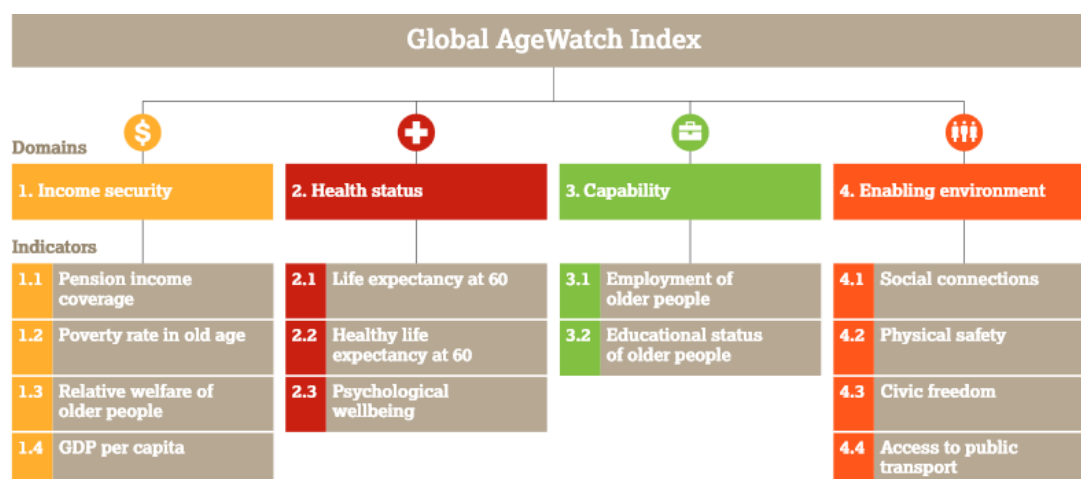 Global AgeWatch Index
$
Domains
1. Income security
2. Health status
3. Capability
4. Enabling environment
Indicators
1.1 Pension income
coverage
1.2 Poverty rate in old age
1.3 Relative welfare of
older people
1.4 GDP per capita
2.1 Life expectancy at 60
2.2 Healthy life
expectancy at 60
2.3 Psychological
wellbeing
3.1 Employment of
older people
3.2 Educational status
of older people
4.1 Social connections
4.2 Physical safety
4.3 Civic freedom
4.4 Access to public
transport